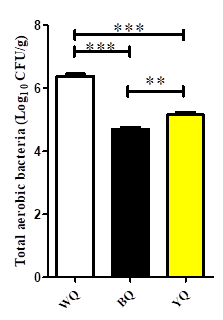 Total aerobic bacteria (Log10 CFU/g)
8
6
4
2
0
***
***
**
WQ
BQ
YQ